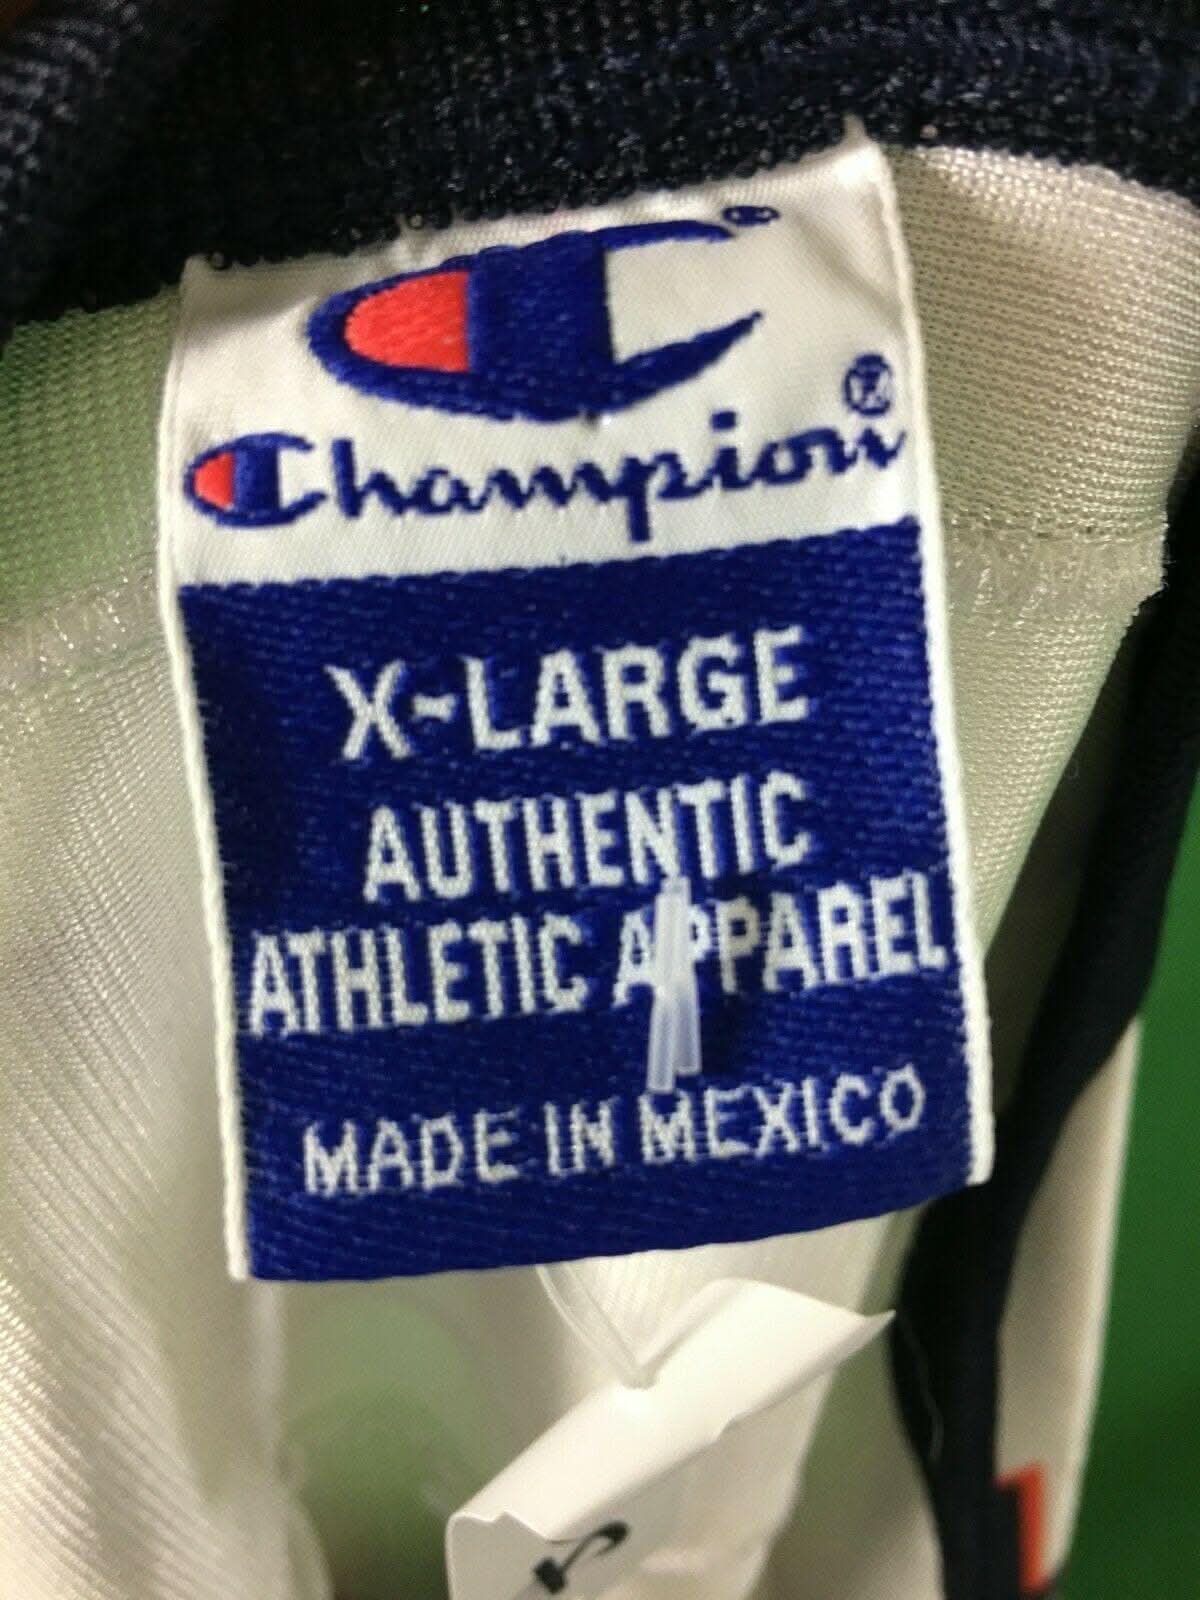 Champion®
X-LARGE
AUTHENTIC
ATHLETIC APPAREL
MADE IN MEXICO